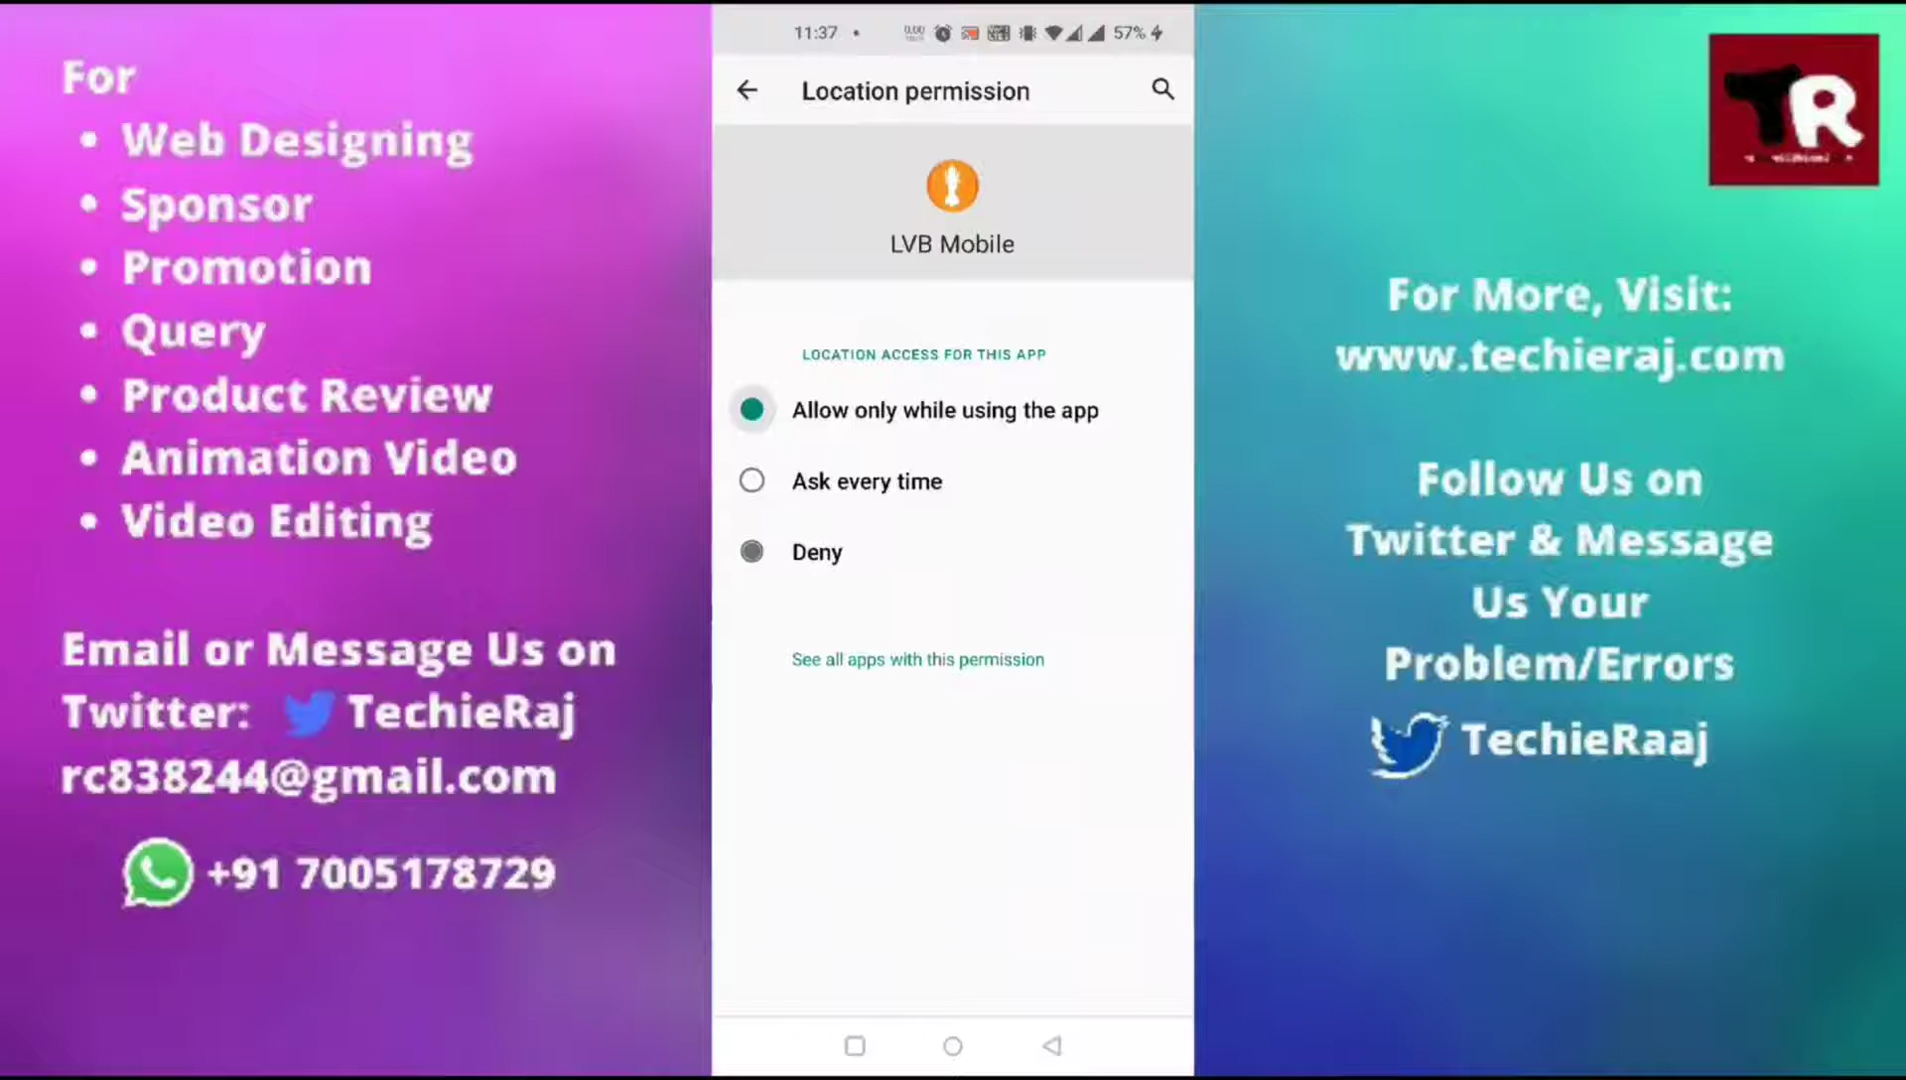 For
• Web Designing
• Sponsor
• Promotion
• Query
• Product Review
• Animation Video
• Video Editing
Email or Message Us on
Twitter: TechieRaj
rc838244@gmail.com
+91 7005178729
11:37
57%
Location permission
LVB Mobile
LOCATION ACCESS FOR THIS APP
Allow only while using the app
Ask every time
Deny
See all apps with this permission
TR
For More, Visit:
www.techieraj.com
Follow Us on
Twitter & Message
Us Your
Problem/Errors
TechieRaaj